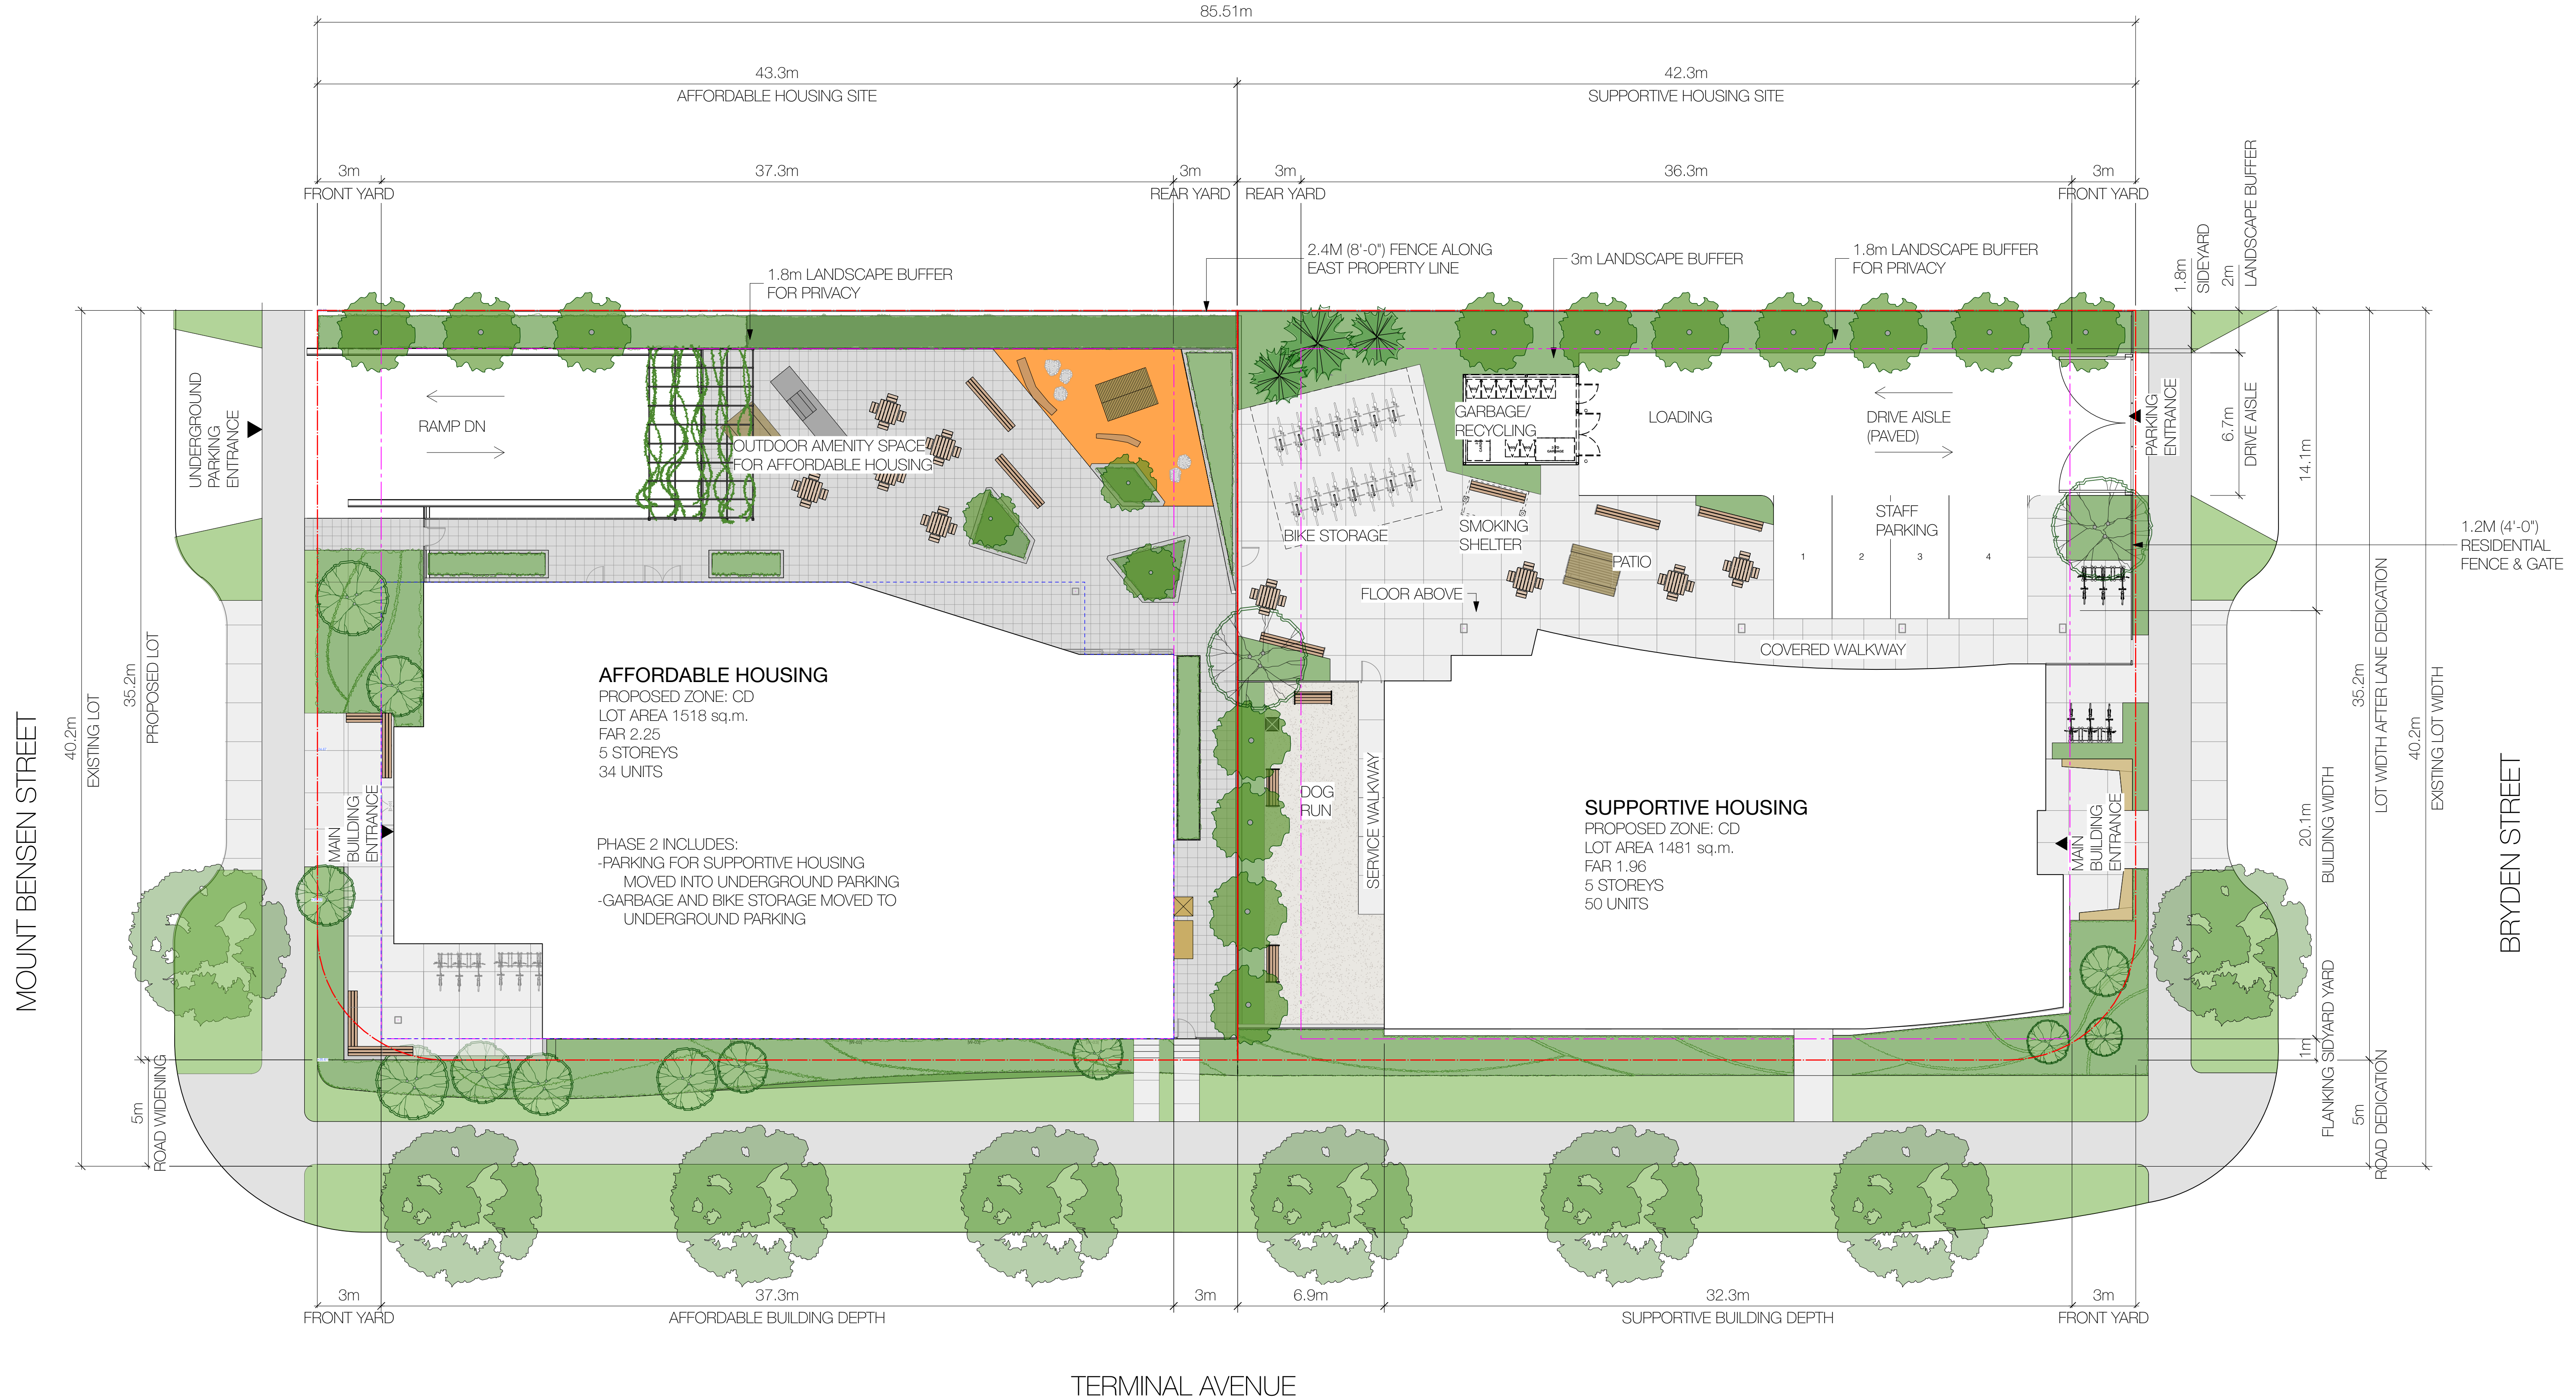 85.51m
43.3m
AFFORDABLE HOUSING SITE
42.3m
SUPPORTIVE HOUSING SITE
3m
FRONT YARD
37.3m
3m
REAR YARD
3m
REAR YARD
36.3m
3m
FRONT YARD
1.8m LANDSCAPE BUFFER
FOR PRIVACY
2.4M (8'-0") FENCE ALONG
EAST PROPERTY LINE
3m LANDSCAPE BUFFER
1.8m LANDSCAPE BUFFER
FOR PRIVACY
1.8m
SIDEYARD
2m
LANDSCAPE BUFFER
UNDERGROUND
PARKING
ENTRANCE
RAMP DN
OUTDOOR AMENITY SPACE
FOR AFFORDABLE HOUSING
GARBAGE/
RECYCLING
LOADING
DRIVE AISLE
(PAVED)
PARKING
ENTRANCE
6.7m
DRIVE AISLE
14.1m
BIKE STORAGE
SMOKING
SHELTER
STAFF
PARKING
1
2
3
4
PATIO
FLOOR ABOVE
COVERED WALKWAY
1.2M (4'-0")
RESIDENTIAL
FENCE & GATE
MOUNT BENSEN STREET
40.2m
EXISTING LOT
35.2m
PROPOSED LOT
AFFORDABLE HOUSING
PROPOSED ZONE: CD
LOT AREA 1518 sq.m.
FAR 2.25
5 STOREYS
34 UNITS
PHASE 2 INCLUDES:
-PARKING FOR SUPPORTIVE HOUSING
MOVED INTO UNDERGROUND PARKING
-GARBAGE AND BIKE STORAGE MOVED TO
UNDERGROUND PARKING
MAIN
BUILDING
ENTRANCE
DOG
RUN
SERVICE WALKWAY
SUPPORTIVE HOUSING
PROPOSED ZONE: CD
LOT AREA 1481 sq.m.
FAR 1.96
5 STOREYS
50 UNITS
MAIN
BUILDING
ENTRANCE
20.1m
BUILDING WIDTH
35.2m
LOT WIDTH AFTER LANE DEDICATION
40.2m
EXISTING LOT WIDTH
BRYDEN STREET
1m
FLANKING SIDYARD YARD
5m
ROAD DEDICATION
5m
ROAD WIDENING
3m
FRONT YARD
37.3m
AFFORDABLE BUILDING DEPTH
3m
6.9m
32.3m
SUPPORTIVE BUILDING DEPTH
3m
FRONT YARD
TERMINAL AVENUE